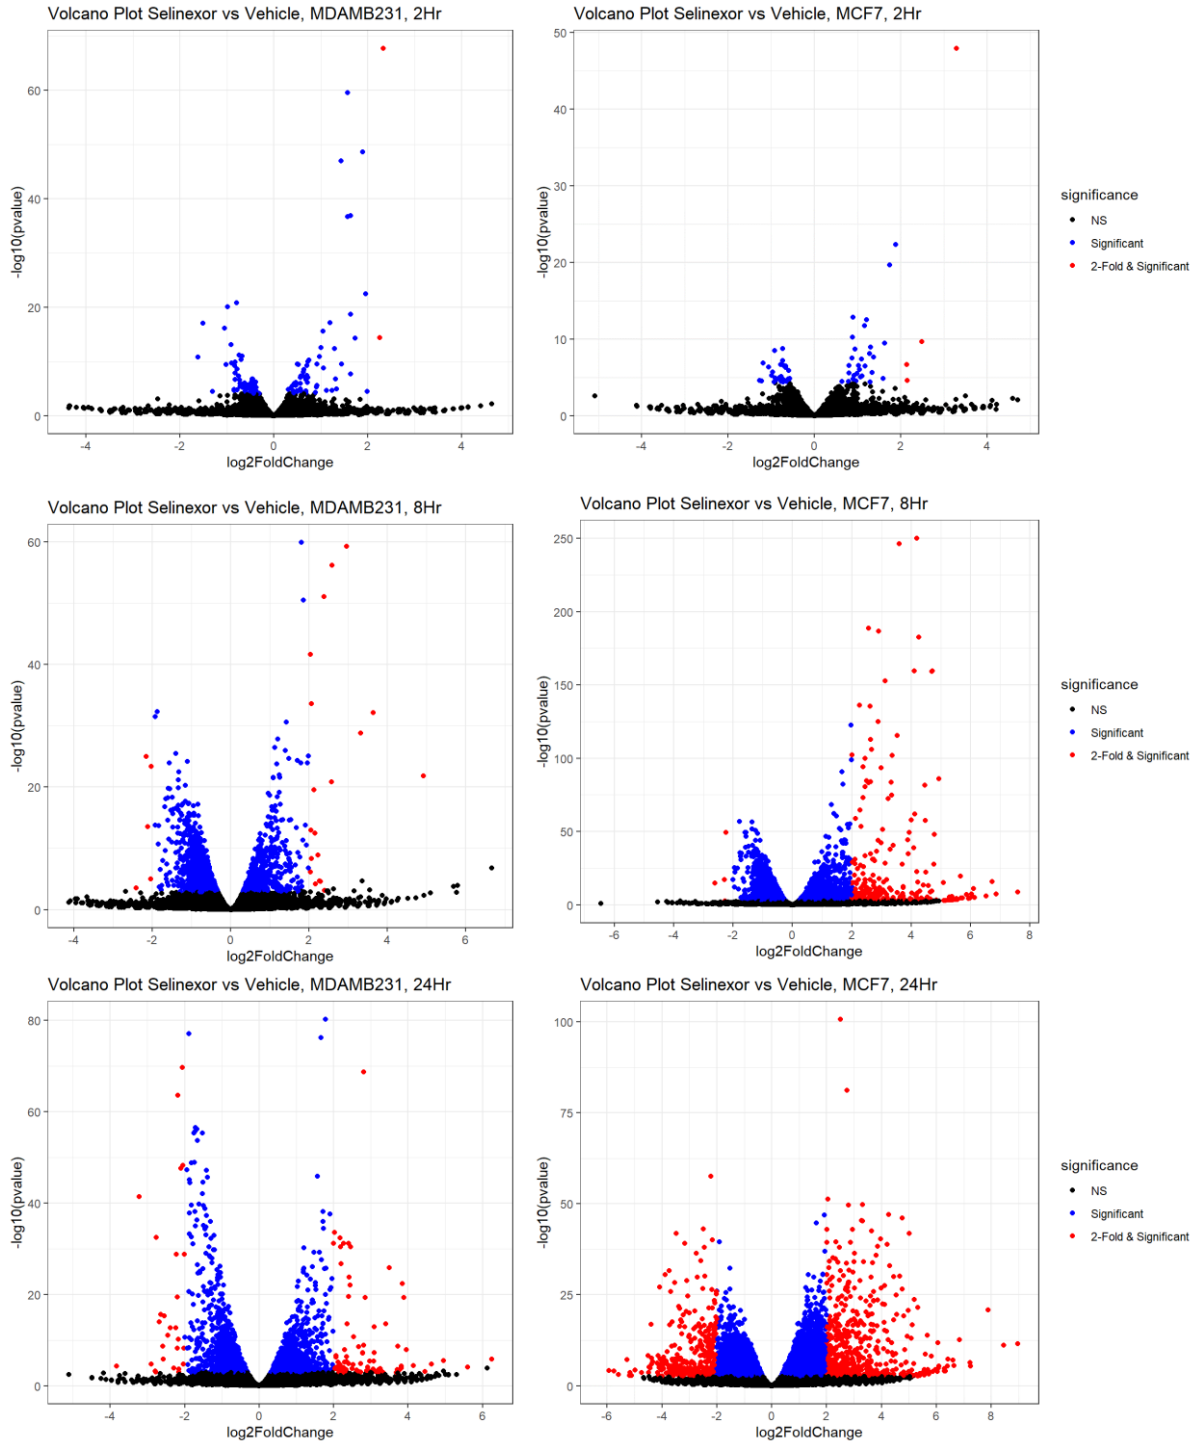 Volcano Plot Selinexor vs Vehicle, MDAMB231, 2Hr
60
40
20
0
-log10(pvalue)
-4 -2 0 2 4
log2FoldChange
Volcano Plot Selinexor vs Vehicle, MCF7, 2Hr
50
40
30
20
10
0
-log10(pvalue)
-4 -2 0 2 4
log2FoldChange
significance
NS
Significant
2-Fold & Significant
Volcano Plot Selinexor vs Vehicle, MDAMB231, 8Hr
60
40
20
0
-log10(pvalue)
-4 -2 0 2 4 6
log2FoldChange
Volcano Plot Selinexor vs Vehicle, MCF7, 8Hr
250
200
150
100
50
0
-log10(pvalue)
-6 -4 -2 0 2 4 6 8
log2FoldChange
significance
NS
Significant
2-Fold & Significant
Volcano Plot Selinexor vs Vehicle, MDAMB231, 24Hr
80
60
40
20
0
-log10(pvalue)
-4 -2 0 2 4 6
log2FoldChange
Volcano Plot Selinexor vs Vehicle, MCF7, 24Hr
100
75
50
25
0
-log10(pvalue)
-6 -4 -2 0 2 4 6 8
log2FoldChange
significance
NS
Significant
2-Fold & Significant